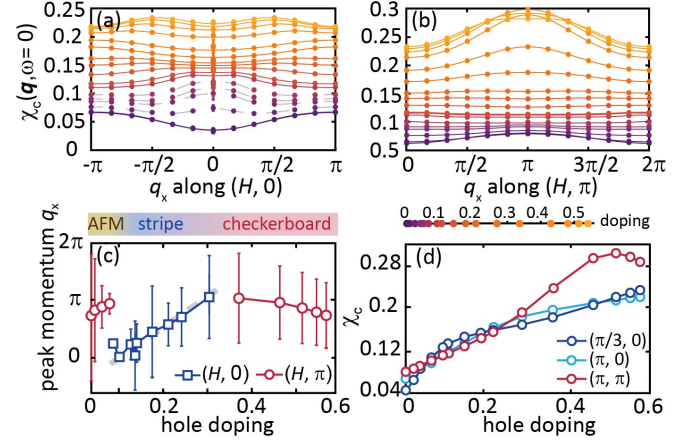 (a)
χc(q,ω=0)
0.25
0.2
0.15
0.1
0.05
0
-π -π/2 0 π/2 π
qx along (H, 0)
(b)
0.3
0.25
0.2
0.15
0.1
0.5
0 π/2 π 3π/2 2π
qx along (H, π)
AFM stripe checkerboard
(c)
peak momentum qx
2π
π
0
(H, 0) (H, π)
0 0.2 0.4 0.6
hole doping
0 0.1 0.2 0.3 0.4 0.5 doping
(d)
χc
0.28
0.2
0.12
0.04
(π/3, 0)
(π, 0)
(π, π)
0 0.2 0.4 0.6
hole doping